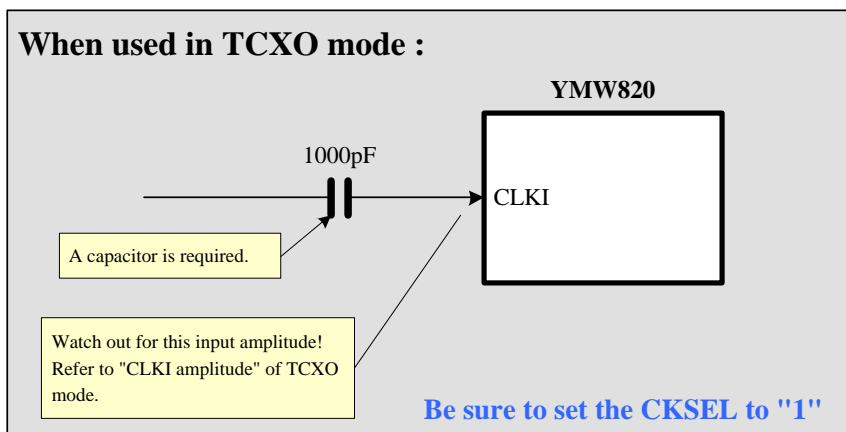 When used in TCXO mode :
YMW820
1000pF
CLKI
A capacitor is required.
Watch out for this input amplitude!
Refer to "CLKI amplitude" of TCXO
mode.
Be sure to set the CKSEL to "1"